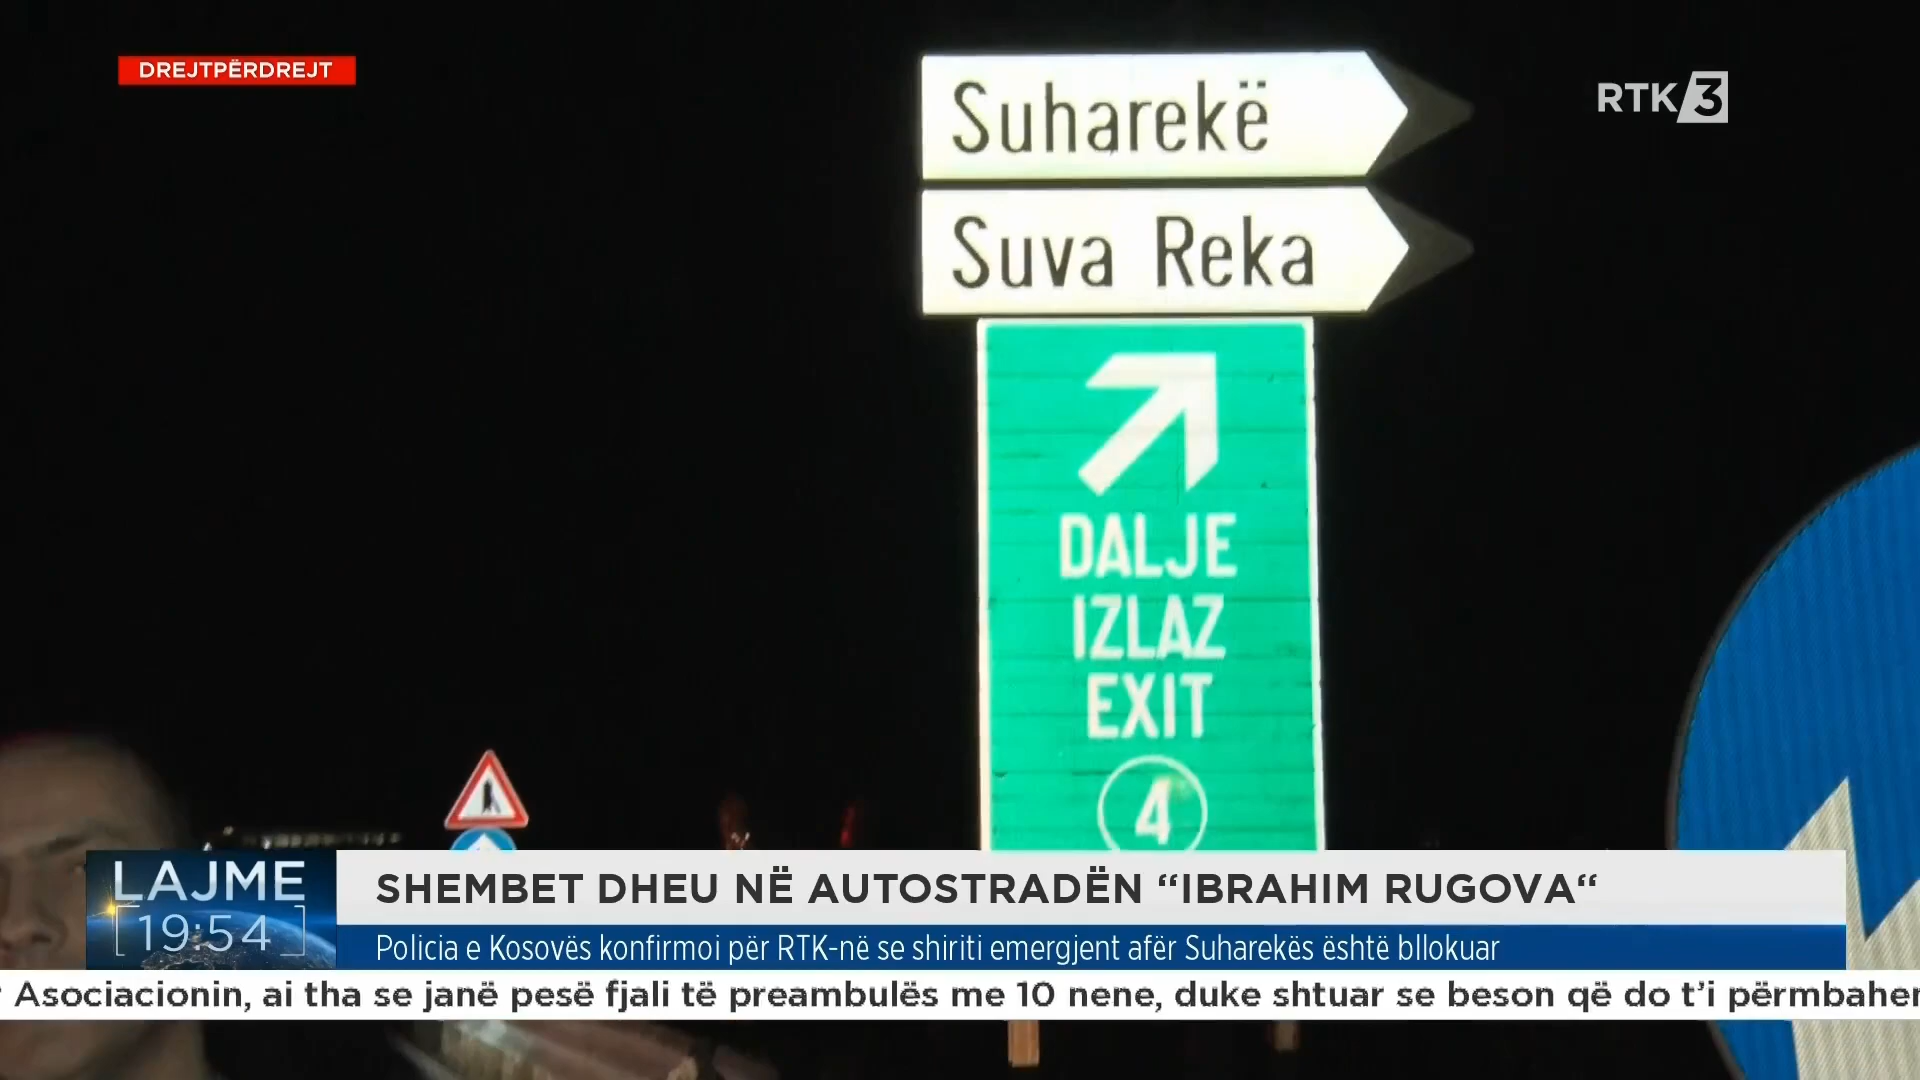 DREJTPËRDREJT
RTK/3
Suharekë
Suva Reka
DALJE
IZLAZ
EXIT
4
LAJME
19:54
SHEMBET DHEU NË AUTOSTRADËN “IBRAHIM RUGOVA“
Policia e Kosovës konfirmoi për RTK-në se shiriti emergjent afër Suharekës është bllokuar
Asociacionin, ai tha se janë pesë fjali të preambulës me 10 nene, duke shtuar se beson që do t’i